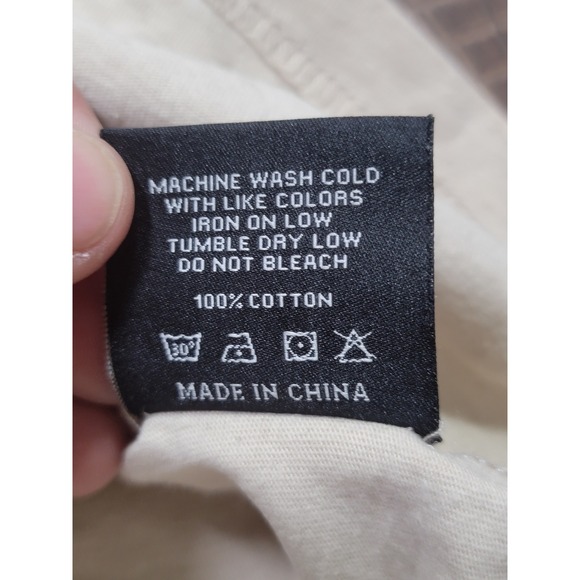 MACHINE WASH COLD
WITH LIKE COLORS
IRON ON LOW
TUMBLE DRY LOW
DO NOT BLEACH
100% COTTON
30°
MADE IN CHINA